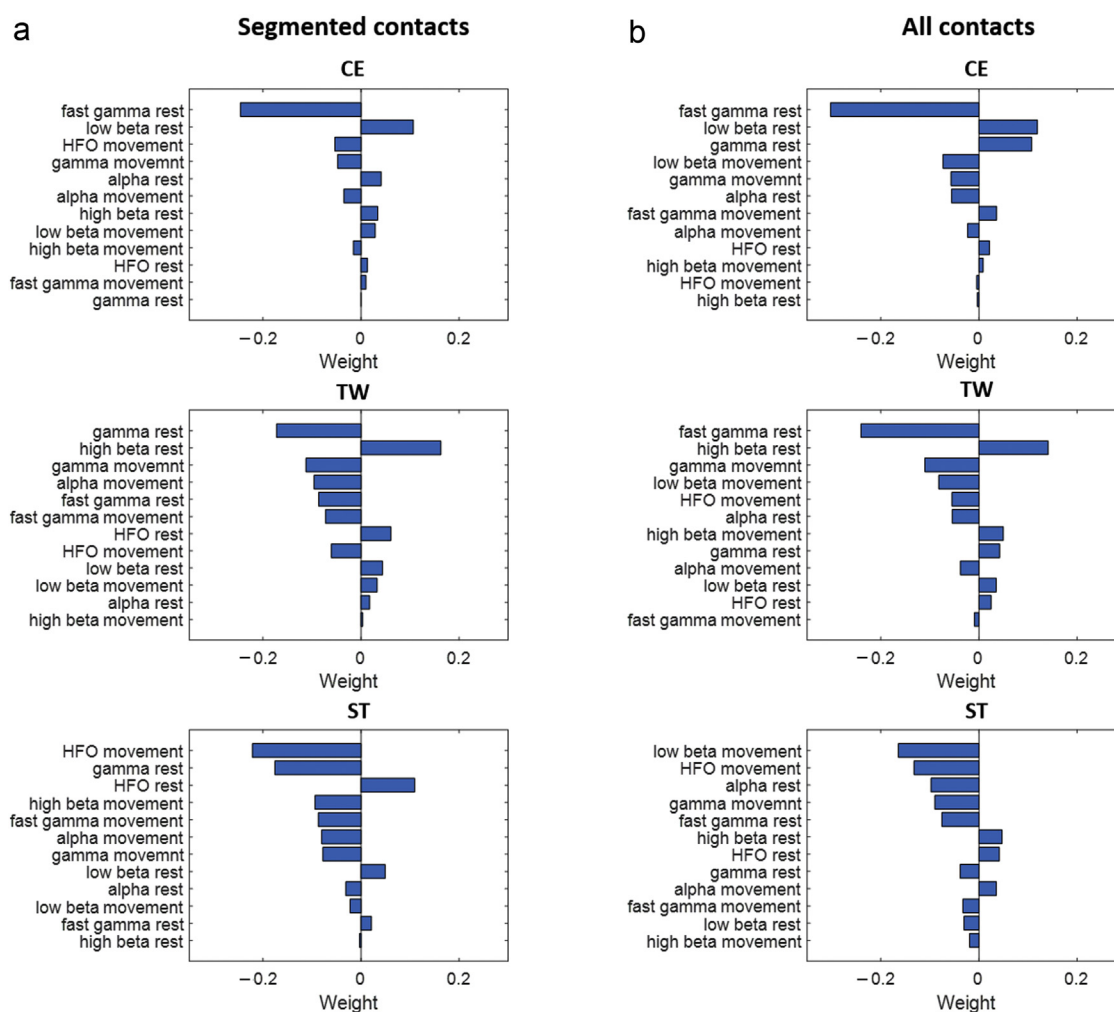 a
Segmented contacts
CE
fast gamma rest
low beta rest
HFO movement
gamma movemnt
alpha rest
alpha movement
high beta rest
low beta movement
high beta movement
HFO rest
fast gamma movement
gamma rest
−0.2 0 0.2
Weight
TW
gamma rest
high beta rest
gamma movemnt
alpha movement
fast gamma rest
fast gamma movement
HFO rest
HFO movement
low beta rest
low beta movement
alpha rest
high beta movement
−0.2 0 0.2
Weight
ST
HFO movement
gamma rest
HFO rest
high beta movement
fast gamma movement
alpha movement
gamma movemnt
low beta rest
alpha rest
low beta movement
fast gamma rest
high beta rest
−0.2 0 0.2
Weight
b
All contacts
CE
fast gamma rest
low beta rest
gamma rest
low beta movement
gamma movemnt
alpha rest
fast gamma movement
alpha movement
HFO rest
high beta movement
HFO movement
high beta rest
−0.2 0 0.2
Weight
TW
fast gamma rest
high beta rest
gamma movemnt
low beta movement
HFO movement
alpha rest
high beta movement
gamma rest
alpha movement
low beta rest
HFO rest
fast gamma movement
−0.2 0 0.2
Weight
ST
low beta movement
HFO movement
alpha rest
gamma movemnt
fast gamma rest
high beta rest
HFO rest
gamma rest
alpha movement
fast gamma movement
low beta rest
high beta movement
−0.2 0 0.2
Weight